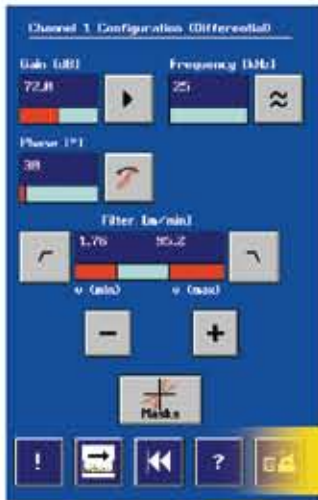 Channel 1 Configuration (Differential)
Gain [dB] Frequency [kHz]
72.0 25
Phase [°]
38
Filter [m/min]
1.76 95.2
v (min) v (max)
Masks
! ?